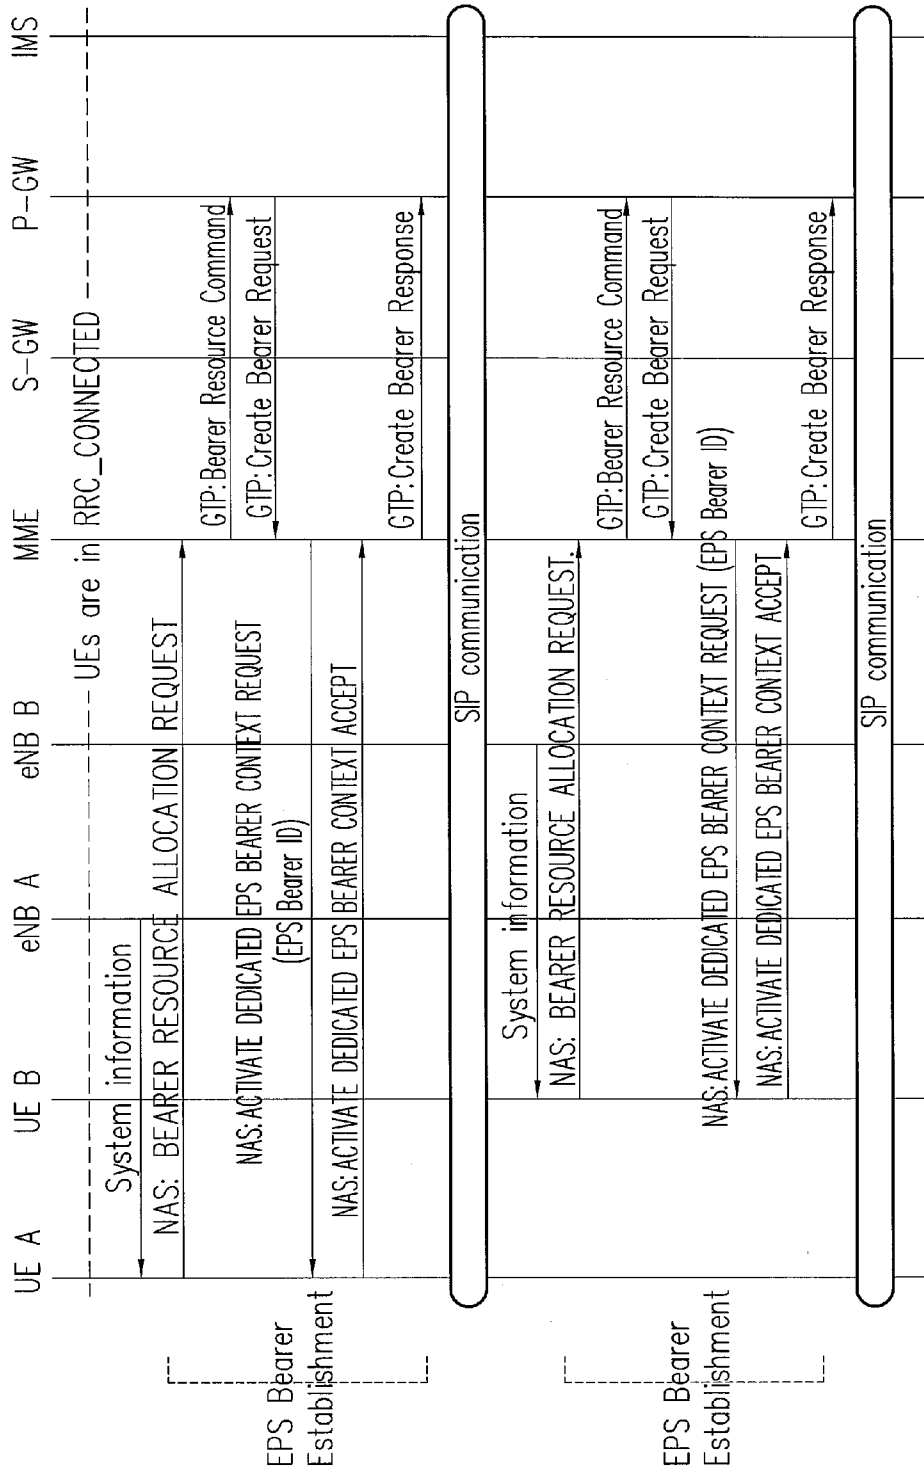 UE A
UE B
eNB A
eNB B
MME
S-GW
P-GW
IMS
UEs are in RRC_CONNECTED
System information
NAS: BEARER RESOURCE ALLOCATION REQUEST
GTP:Bearer Resource Command
GTP:Create Bearer Request
NAS:ACTIVATE DEDICATED EPS BEARER CONTEXT REQUEST
(EPS Bearer ID)
NAS:ACTIVATE DEDICATED EPS BEARER CONTEXT ACCEPT
GTP:Create Bearer Response
EPS Bearer
Establishment
SIP communication
System information
NAS: BEARER RESOURCE ALLOCATION REQUEST.
GTP:Bearer Resource Command
GTP:Create Bearer Request
NAS:ACTIVATE DEDICATED EPS BEARER CONTEXT REQUEST (EPS Bearer ID)
NAS:ACTIVATE DEDICATED EPS BEARER CONTEXT ACCEPT
GTP:Create Bearer Response
EPS Bearer
Establishment
SIP communication